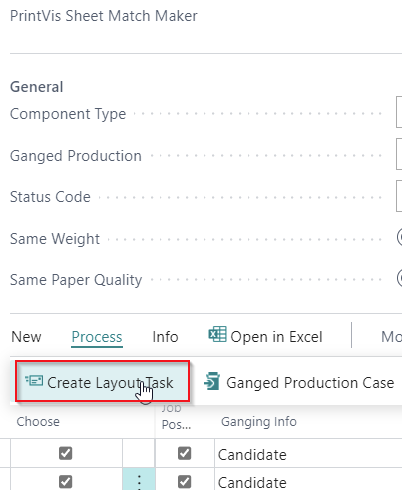 PrintVis Sheet Match Maker
General
Component Type
Ganged Production
Status Code
Same Weight
Same Paper Quality
New Process Info Open in Excel Mo
Create Layout Task Ganged Production Case
Choose Job Pos... Ganging Info
Candidate
Candidate